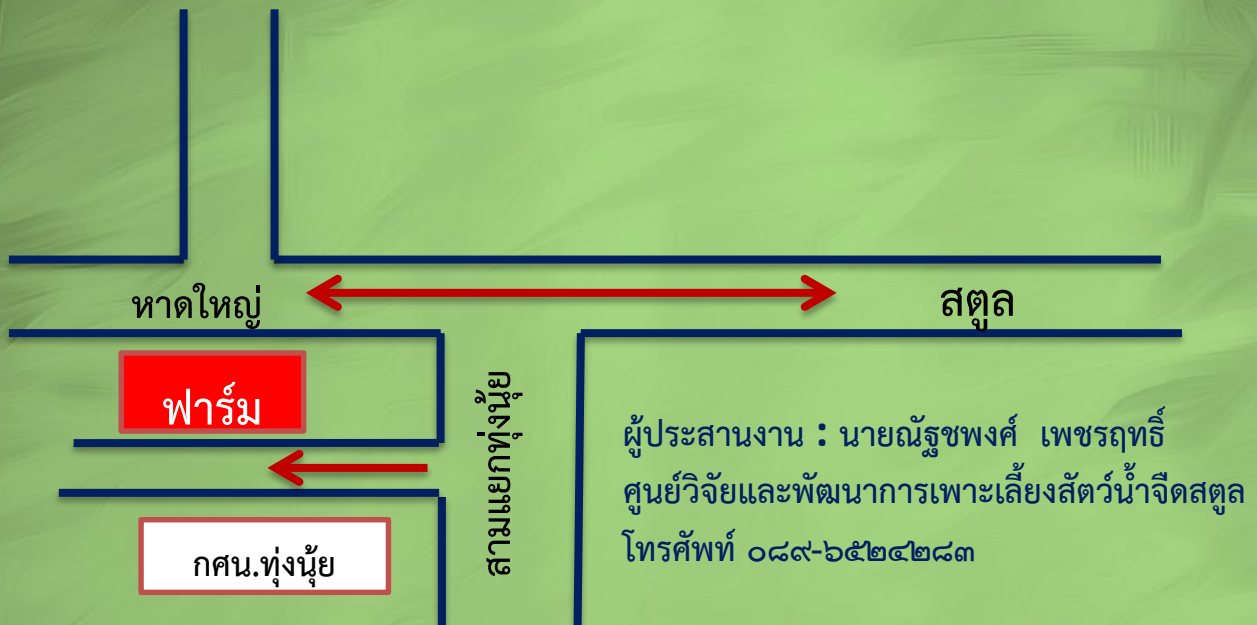 หาดใหญ่
สตูล
ฟาร์ม
สามแยกทุ่งนุ้ย
กศน.ทุ่งนุ้ย
ผู้ประสานงาน : นายณัฐชพงศ์ เพชรฤทธิ์
ศูนย์วิจัยและพัฒนาการเพาะเลี้ยงสัตว์น้ำจืดสตูล
โทรศัพท์ ๐๘๙-๖๕๒๔๒๘๓